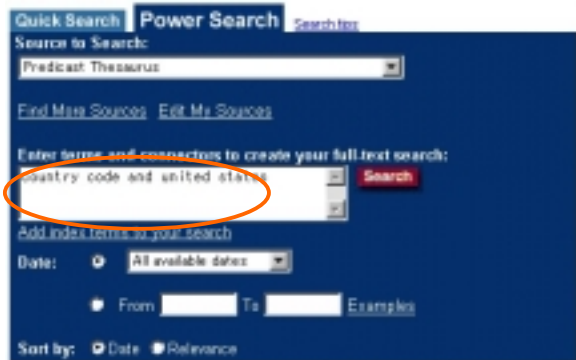 Quick Search Power Search Search tips
Source to Search:
Predicast Thesaurus
Find More Sources Edit My Sources
Enter terms and connectors to create your full-text search:
country code and united states Search
Add index terms to your search
Date: All available dates
From To Examples
Sort by: Date Relevance